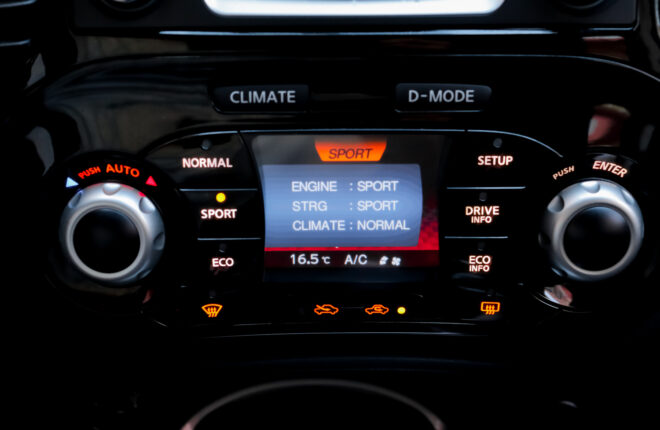 CLIMATE
D-MODE
PUSH AUTO
NORMAL
SPORT
ECO
SPORT
ENGINE : SPORT
STRG : SPORT
CLIMATE : NORMAL
16.5℃ A/C
SETUP
DRIVE
INFO
ECO
INFO
PUSH ENTER